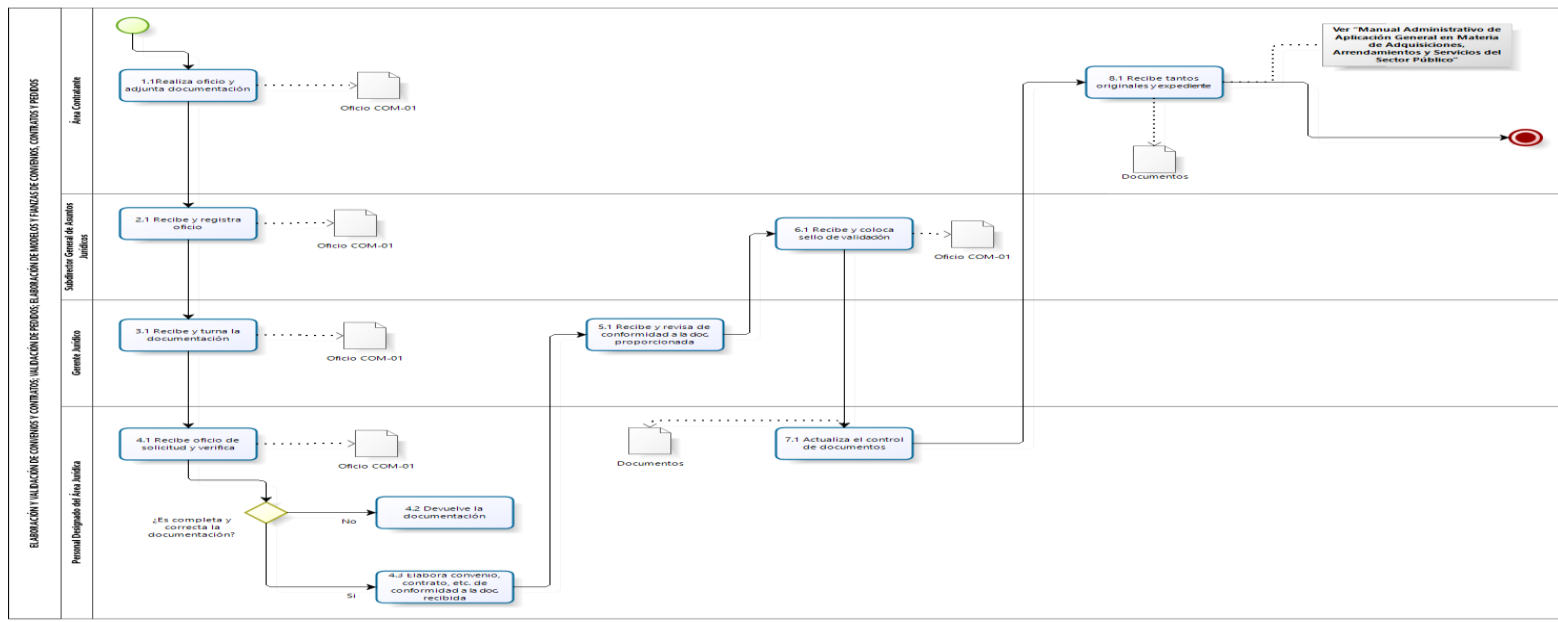 ELABORACIÓN Y VALIDACIÓN DE CONVENIOS Y CONTRATOS; VALIDACIÓN DE PEDIDOS; ELABORACIÓN DE MODELOS Y FIANZAS DE CONVENIOS, CONTRATOS Y PEDIDOS
Área Contratante
1.1Realiza oficio y
adjunta documentación
Oficio COM-01
8.1 Recibe tantos
originales y expediente
Documentos
Ver "Manual Administrativo de
Aplicación General en Materia
de Adquisiciones,
Arrendamientos y Servicios del
Sector Público"
Subdirector General de Asuntos
Jurídicos
2.1 Recibe y registra
oficio
Oficio COM-01
6.1 Recibe y coloca
sello de validación
Oficio COM-01
Gerente Jurídico
3.1 Recibe y turna la
documentación
Oficio COM-01
5.1 Recibe y revisa de
conformidad a la doc.
proporcionada
Personal Designado del Área Jurídica
4.1 Recibe oficio de
solicitud y verifica
Oficio COM-01
Documentos
7.1 Actualiza el control
de documentos
¿Es completa y
correcta la
documentación?
No
4.2 Devuelve la
documentación
Si
4.3 Elabora convenio,
contrato, etc. de
conformidad a la doc.
recibida